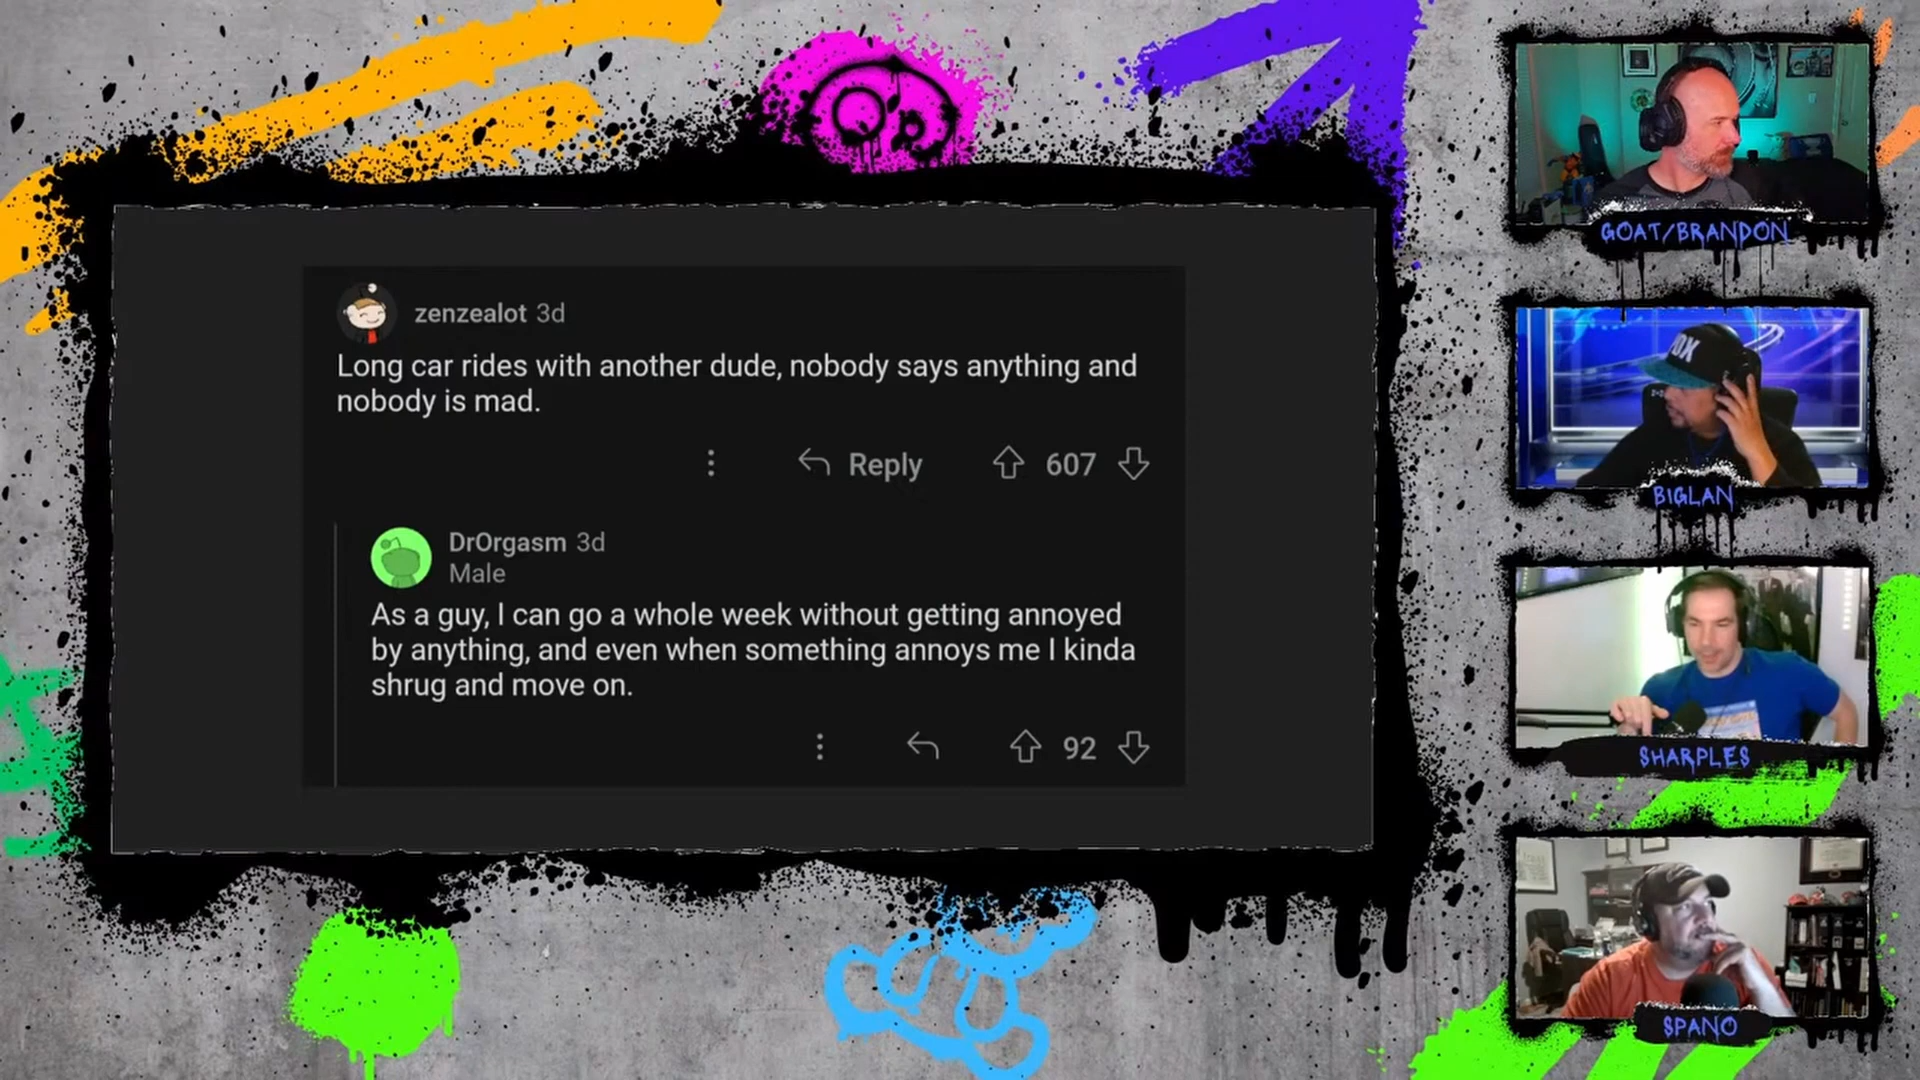 zenzealot 3d
Long car rides with another dude, nobody says anything and
nobody is mad.
Reply 607
DrOrgasm 3d
Male
As a guy, I can go a whole week without getting annoyed
by anything, and even when something annoys me I kinda
shrug and move on.
92
GOAT/BRANDON
BIGLAN
SHARPLES
SPANO